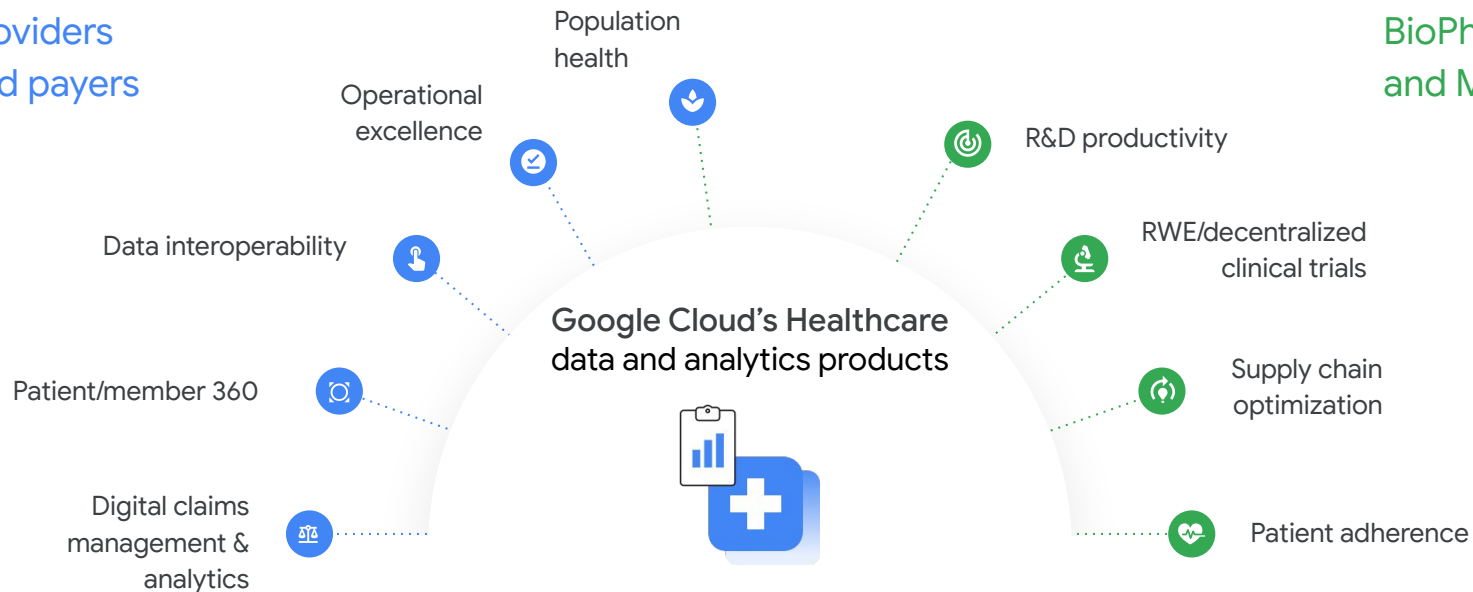 oviders
d payers
Population
health
BioPh
and M
Operational
excellence
R&D productivity
Data interoperability
RWE/decentralized
clinical trials
Google Cloud's Healthcare
data and analytics products
Patient/member 360
Supply chain
optimization
Digital claims
management &
analytics
Patient adherence